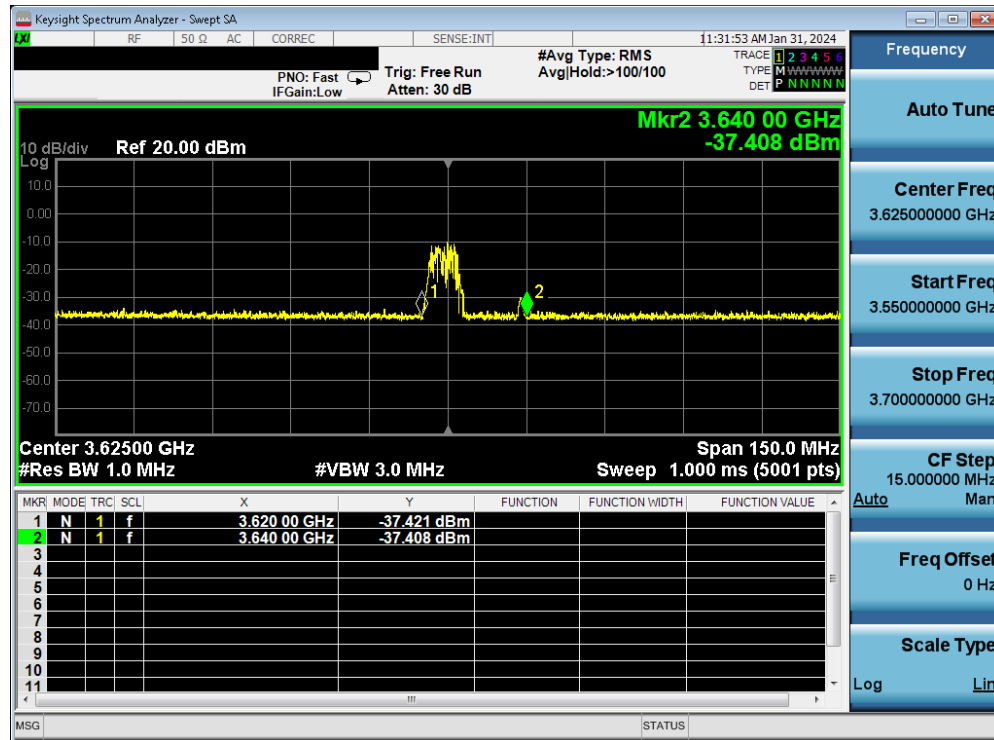 Keysight Spectrum Analyzer - Swept SA
LXI RF 50 Ω AC CORREC SENSE:INT 11:31:53 AM Jan 31, 2024
#Avg Type: RMS TRACE 1 2 3 4 5 6
PNO: Fast Trig: Free Run Avg|Hold:>100/100 TYPE M WWWWW
IFGain:Low Atten: 30 dB DET P N N N N N
Mkr2 3.640 00 GHz
10 dB/div Ref 20.00 dBm -37.408 dBm
Log
10.0
0.00
-10.0
-20.0
-30.0
-40.0
-50.0
-60.0
-70.0
1
2
Center 3.62500 GHz Span 150.0 MHz
#Res BW 1.0 MHz #VBW 3.0 MHz Sweep 1.000 ms (5001 pts)
MKR MODE TRC SCL X Y FUNCTION FUNCTION WIDTH FUNCTION VALUE
1 N 1 f 3.620 00 GHz -37.421 dBm
2 N 1 f 3.640 00 GHz -37.408 dBm
3
4
5
6
7
8
9
10
11
MSG STATUS
Frequency
Auto Tune
Center Freq
3.625000000 GHz
Start Freq
3.550000000 GHz
Stop Freq
3.700000000 GHz
CF Step
15.000000 MHz
Auto Man
Freq Offset
0 Hz
Scale Type
Log Lin